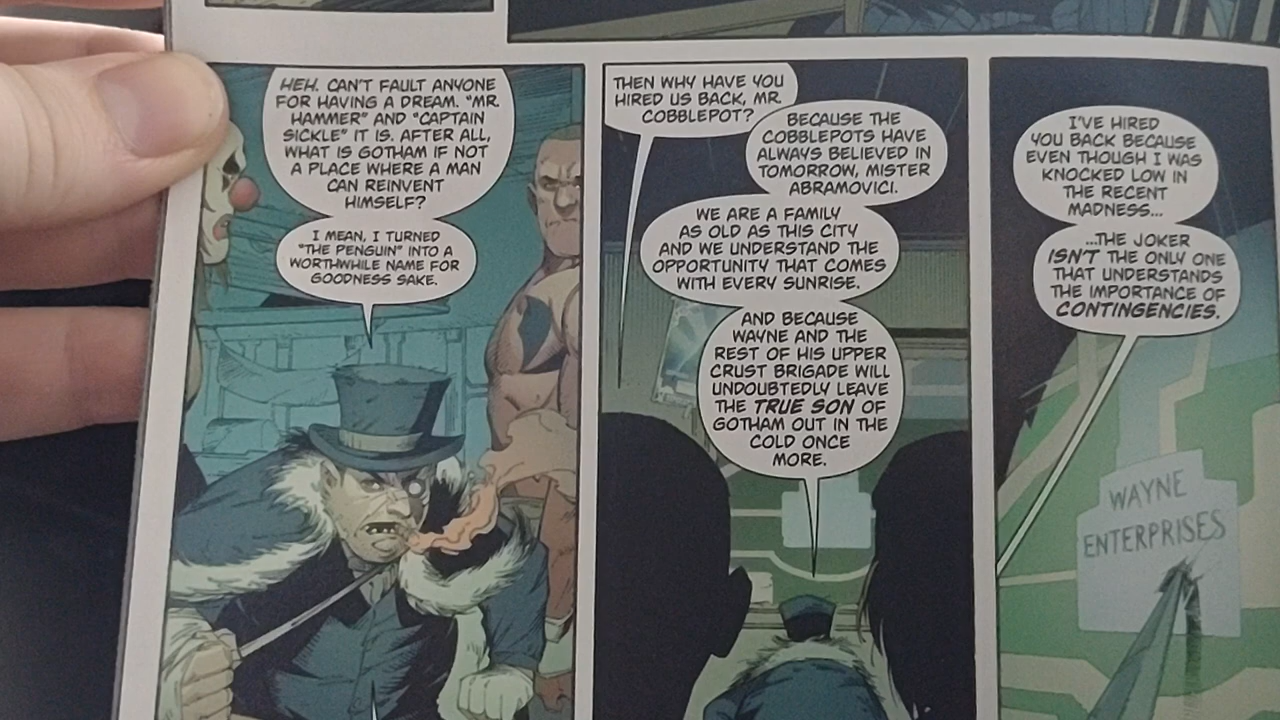 HEH. CAN'T FAULT ANYONE
FOR HAVING A DREAM. "MR.
HAMMER" AND "CAPTAIN
SICKLE" IT IS. AFTER ALL,
WHAT IS GOTHAM IF NOT
A PLACE WHERE A MAN
CAN REINVENT
HIMSELF?
I MEAN, I TURNED
"THE PENGUIN" INTO A
WORTHWHILE NAME FOR
GOODNESS SAKE.
THEN WHY HAVE YOU
HIRED US BACK, MR.
COBBLEPOT?
BECAUSE THE
COBBLEPOTS HAVE
ALWAYS BELIEVED IN
TOMORROW, MISTER
ABRAMOVICI.
WE ARE A FAMILY
AS OLD AS THIS CITY
AND WE UNDERSTAND THE
OPPORTUNITY THAT COMES
WITH EVERY SUNRISE.
AND BECAUSE
WAYNE AND THE
REST OF HIS UPPER
CRUST BRIGADE WILL
UNDOUBTEDLY LEAVE
THE TRUE SON OF
GOTHAM OUT IN THE
COLD ONCE
MORE.
I'VE HIRED
YOU BACK BECAUSE
EVEN THOUGH I WAS
KNOCKED LOW IN
THE RECENT
MADNESS...
...THE JOKER
ISN'T THE ONLY ONE
THAT UNDERSTANDS
THE IMPORTANCE OF
CONTINGENCIES.
WAYNE
ENTERPRISES